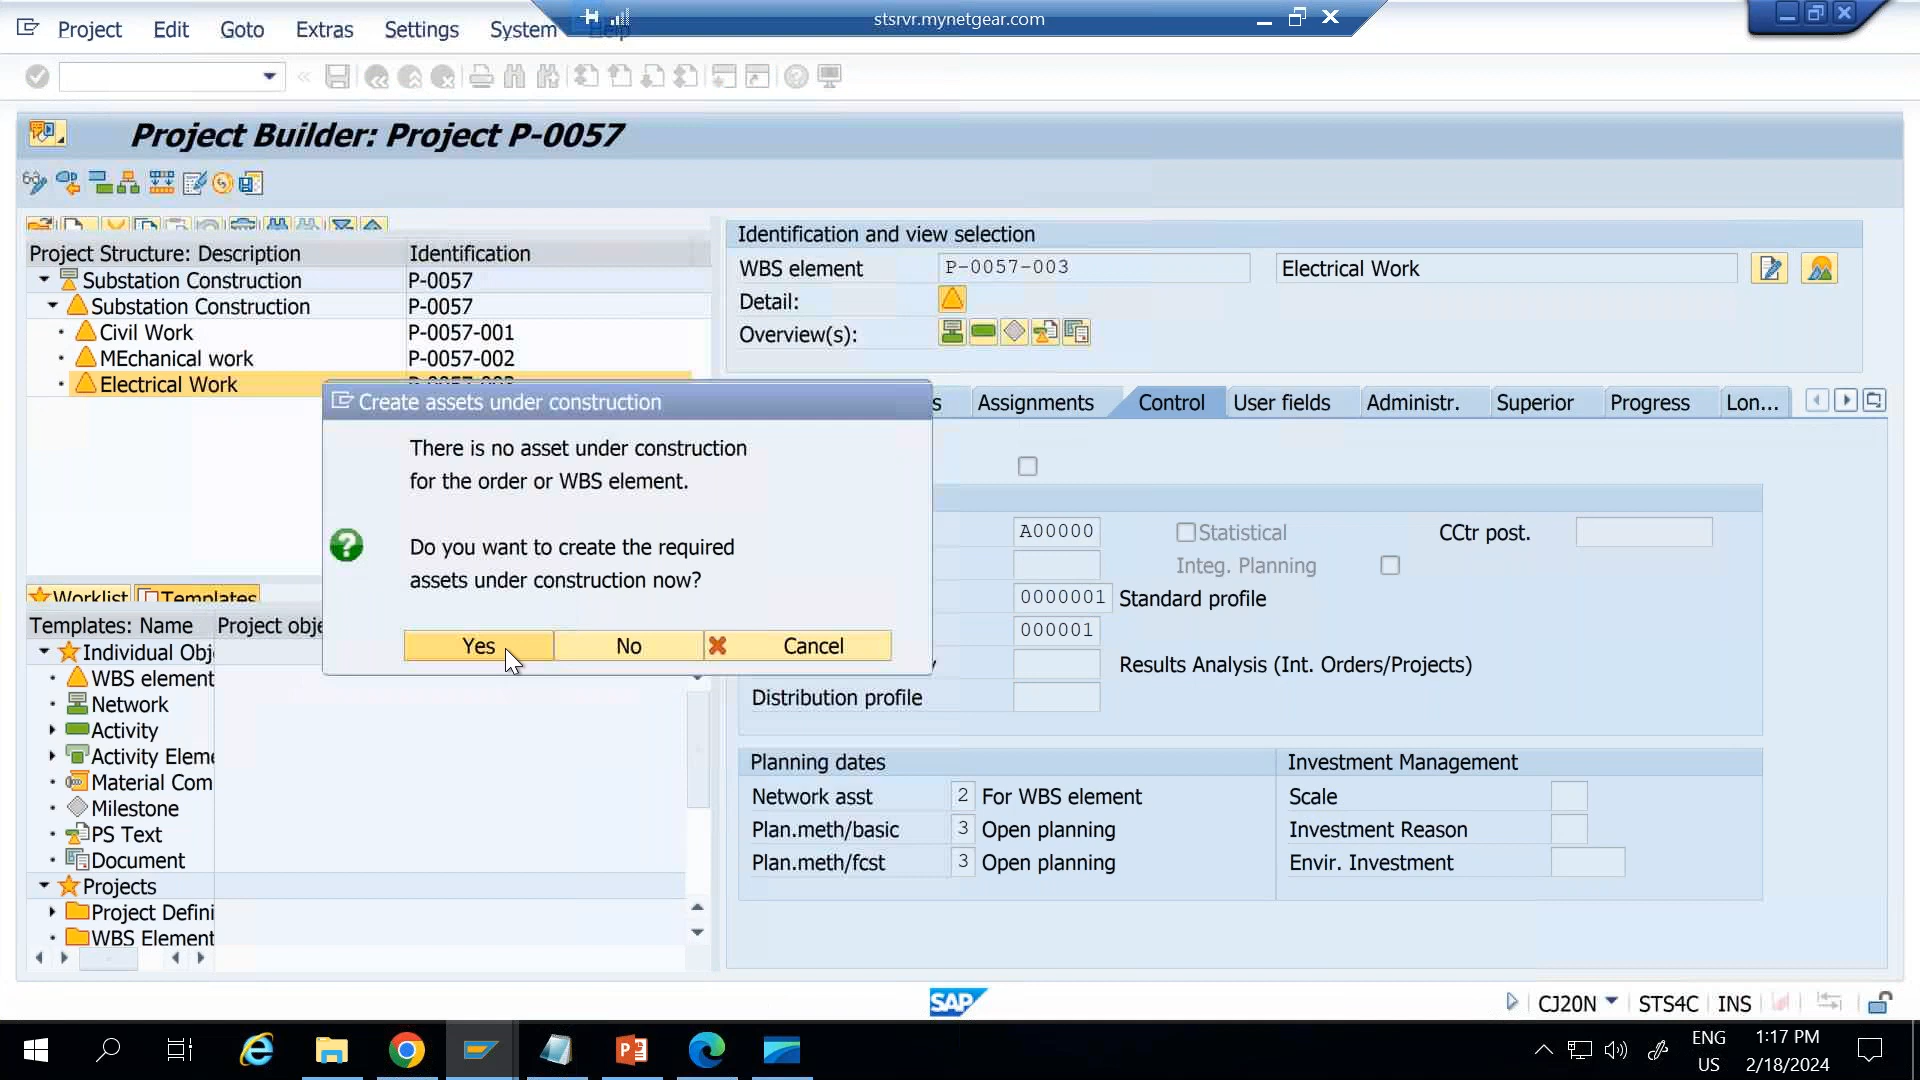 Project Edit Goto Extras Settings System Help
stsrvr.mynetgear.com
Project Builder: Project P-0057
Project Structure: Description Identification
Substation Construction P-0057
Substation Construction P-0057
Civil Work P-0057-001
MEchanical work P-0057-002
Electrical Work P-0057-003
Worklist Templates
Templates: Name Project obje
Individual Obj
WBS element
Network
Activity
Activity Eleme
Material Com
Milestone
PS Text
Document
Projects
Project Defini
WBS Element
Identification and view selection
WBS element P-0057-003 Electrical Work
Detail:
Overview(s):
s Assignments Control User fields Administr. Superior Progress Lon...
Create assets under construction
There is no asset under construction
for the order or WBS element.
Do you want to create the required
assets under construction now?
Yes No Cancel
A00000 Statistical CCtr post.
Integ. Planning
0000001 Standard profile
000001
Results Analysis (Int. Orders/Projects)
Distribution profile
Planning dates
Network asst 2 For WBS element
Plan.meth/basic 3 Open planning
Plan.meth/fcst 3 Open planning
Investment Management
Scale
Investment Reason
Envir. Investment
SAP
CJ20N STS4C INS
ENG
US
1:17 PM
2/18/2024